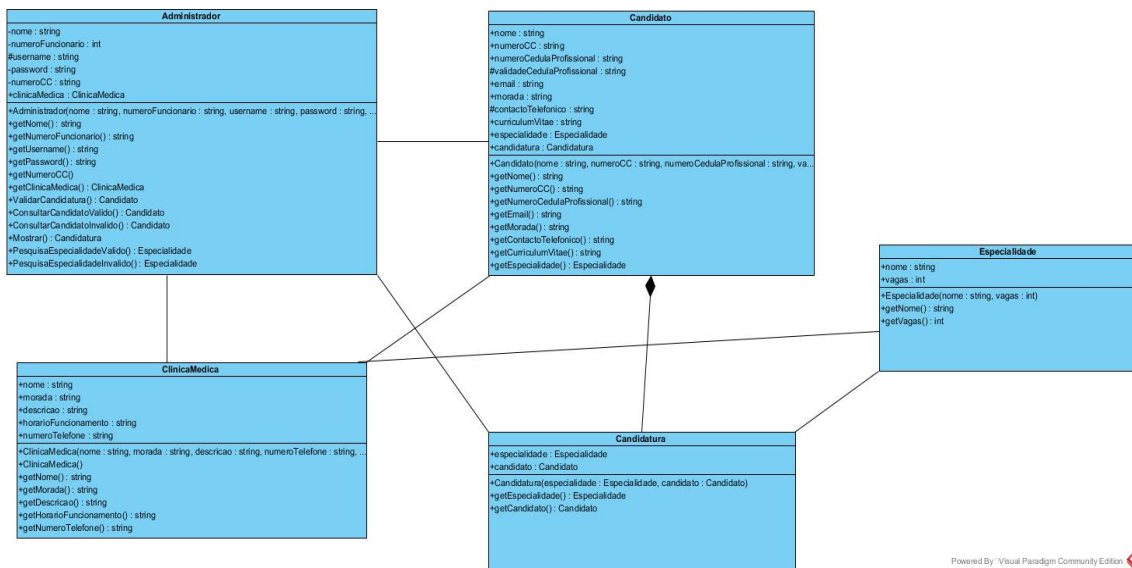 Administrador
-nome : string
-numeroFuncionario : int
#username : string
-password : string
-numeroCC : string
+clinicaMedica : ClinicaMedica
+Administrador(nome : string, numeroFuncionario : string, username : string, password : string, ...
+getNome() : string
+getNumeroFuncionario() : string
+getUsername() : string
+getPassword() : string
+getNumeroCC()
+getClinicaMedica() : ClinicaMedica
+ValidarCandidatura() : Candidato
+ConsultarCandidatoValido() : Candidato
+ConsultarCandidatoInvalido() : Candidato
+Mostrar() : Candidatura
+PesquisaEspecialidadeValido() : Especialidade
+PesquisaEspecialidadeInvalido() : Especialidade
Candidato
+nome : string
+numeroCC : string
+numeroCedulaProfissional : string
#validadeCedulaProfissional : string
+email : string
+morada : string
#contactoTelefonico : string
+curriculumVitae : string
+especialidade : Especialidade
+candidatura : Candidatura
+Candidato(nome : string, numeroCC : string, numeroCedulaProfissional : string, va...
+getNome() : string
+getNumeroCC() : string
+getNumeroCedulaProfissional() : string
+getEmail() : string
+getMorada() : string
+getContactoTelefonico() : string
+getCurriculumVitae() : string
+getEspecialidade() : Especialidade
Especialidade
+nome : string
+vagas : int
+Especialidade(nome : string, vagas : int)
+getNome() : string
+getVagas() : int
ClinicaMedica
+nome : string
+morada : string
+descricao : string
+horarioFuncionamento : string
+numeroTelefone : string
+ClinicaMedica(nome : string, morada : string, descricao : string, numeroTelefone : string, ...
+ClinicaMedica()
+getNome() : string
+getMorada() : string
+getDescricao() : string
+getHorarioFuncionamento() : string
+getNumeroTelefone() : string
Candidatura
+especialidade : Especialidade
+candidato : Candidato
+Candidatura(especialidade : Especialidade, candidato : Candidato)
+getEspecialidade() : Especialidade
+getCandidato() : Candidato
Powered By Visual Paradigm Community Edition